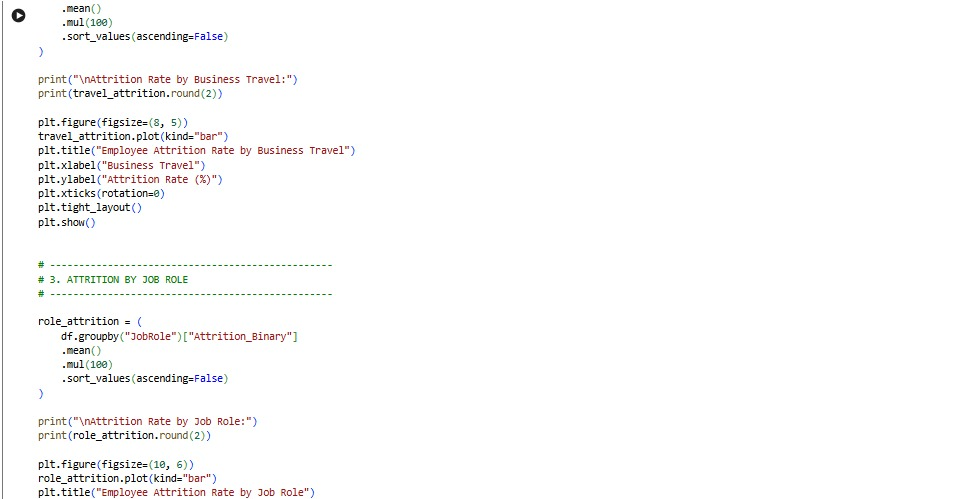 .mean()
    .mul(100)
    .sort_values(ascending=False)
)

print("\nAttrition Rate by Business Travel:")
print(travel_attrition.round(2))

plt.figure(figsize=(8, 5))
travel_attrition.plot(kind="bar")
plt.title("Employee Attrition Rate by Business Travel")
plt.xlabel("Business Travel")
plt.ylabel("Attrition Rate (%)")
plt.xticks(rotation=0)
plt.tight_layout()
plt.show()


# -------------------------------------------------
# 3. ATTRITION BY JOB ROLE
# -------------------------------------------------

role_attrition = (
    df.groupby("JobRole")["Attrition_Binary"]
    .mean()
    .mul(100)
    .sort_values(ascending=False)
)

print("\nAttrition Rate by Job Role:")
print(role_attrition.round(2))

plt.figure(figsize=(10, 6))
role_attrition.plot(kind="bar")
plt.title("Employee Attrition Rate by Job Role")